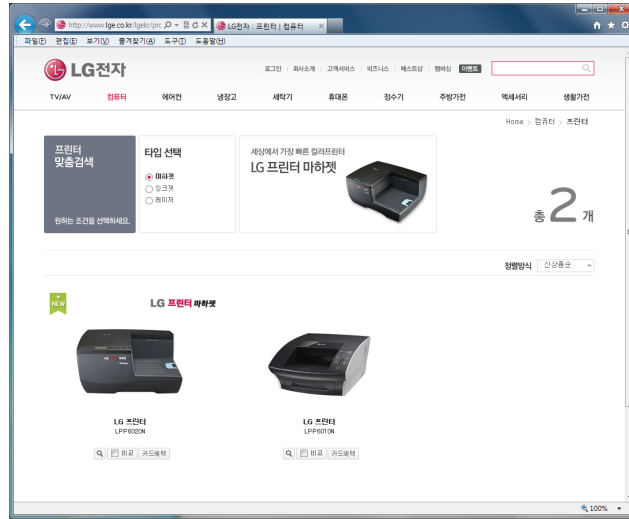 http://www.lge.co.kr/lgekr/prc
LG전자 : 프린터 | 컴퓨터
파일(F) 편집(E) 보기(V) 즐겨찾기(A) 도구(T) 도움말(H)
LG전자
로그인 회사소개 고객서비스 비즈니스 베스트샵 멤버십 이벤트
TV/AV 컴퓨터 에어컨 냉장고 세탁기 휴대폰 정수기 주방가전 액세서리 생활가전
Home > 컴퓨터 > 프린터
프린터
맞춤검색
원하는 조건을 선택하세요.
타입 선택
마하젯
잉크젯
레이저
세상에서 가장 빠른 컬러프린터
LG 프린터 마하젯
총 2 개
정렬방식 신상품순
NEW
LG 프린터 마하젯
LG 프린터
LPP6020N
비교 카드혜택
LG 프린터
LPP6010N
비교 카드혜택
100%